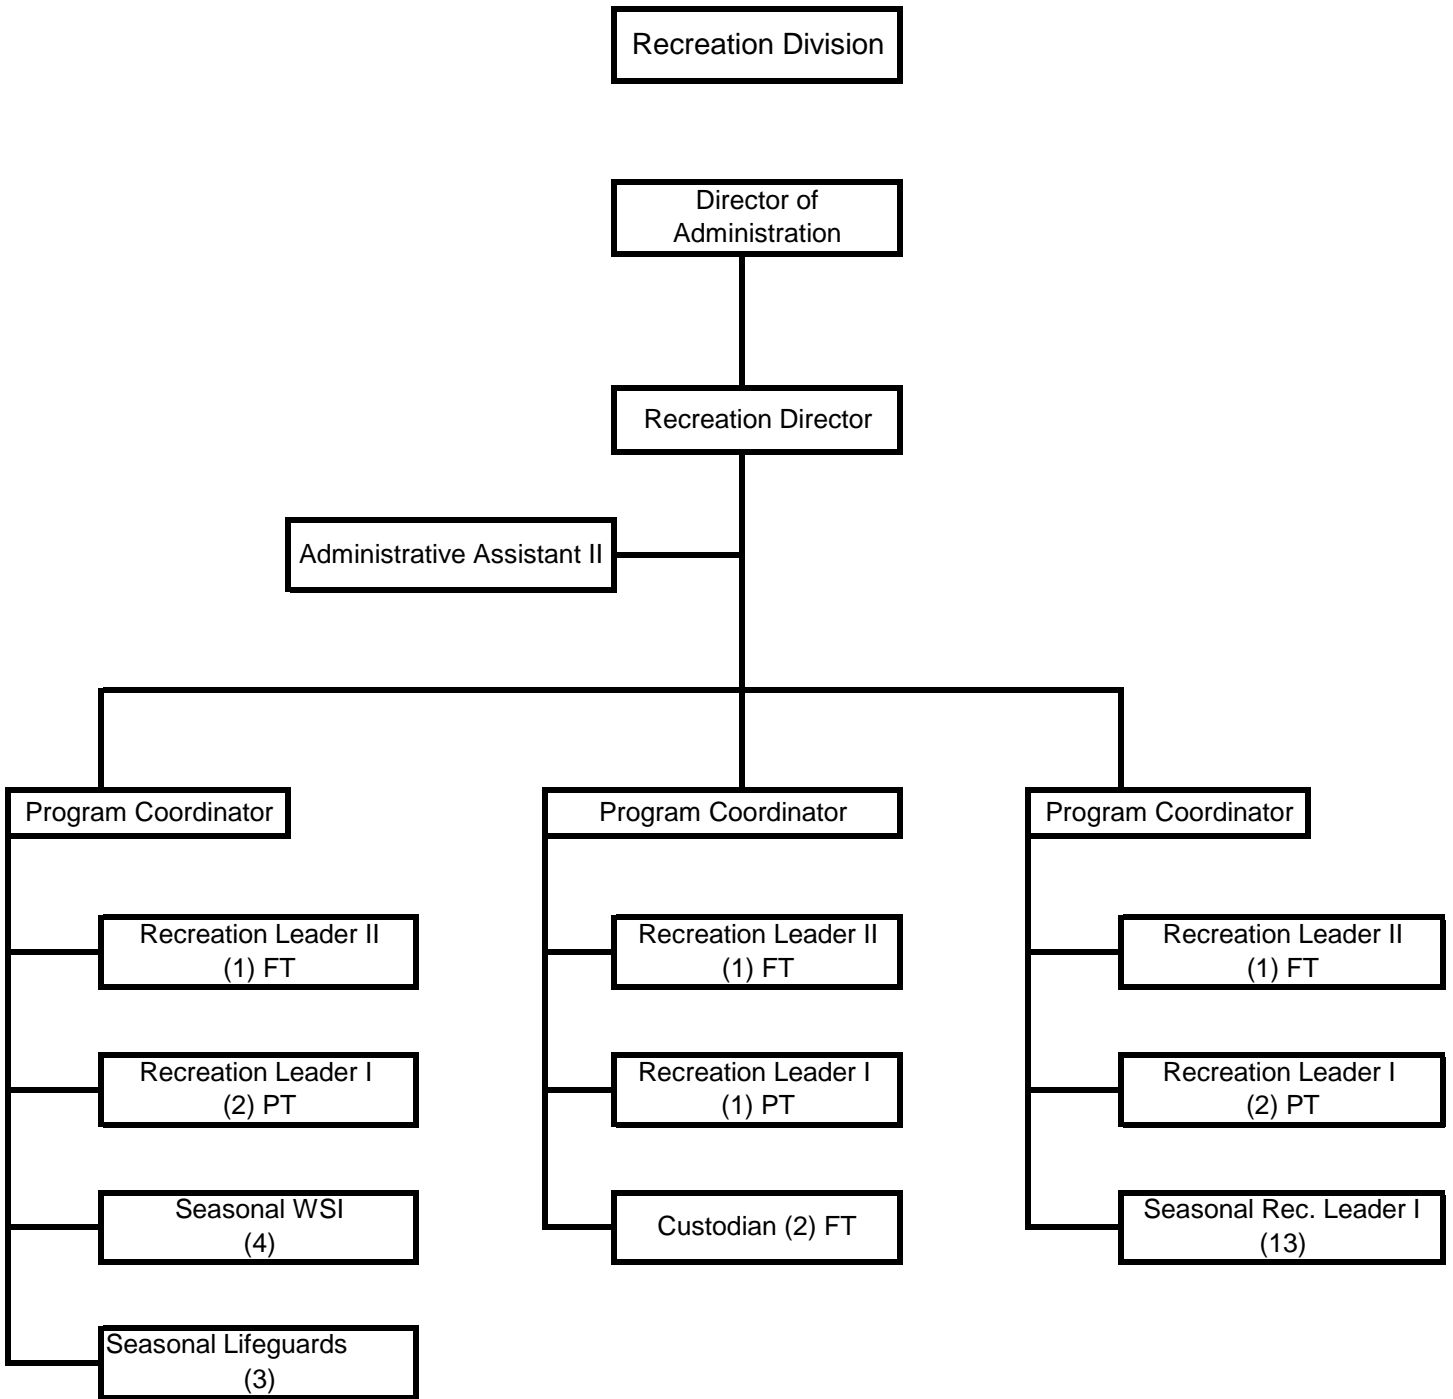 Recreation Division
Director of
Administration
Recreation Director
Administrative Assistant II
Program Coordinator
Program Coordinator
Program Coordinator
Recreation Leader II
(1) FT
Recreation Leader II
(1) FT
Recreation Leader II
(1) FT
Recreation Leader I
(2) PT
Recreation Leader I
(1) PT
Recreation Leader I
(2) PT
Seasonal WSI
(4)
Custodian (2) FT
Seasonal Rec. Leader I
(13)
Seasonal Lifeguards
(3)